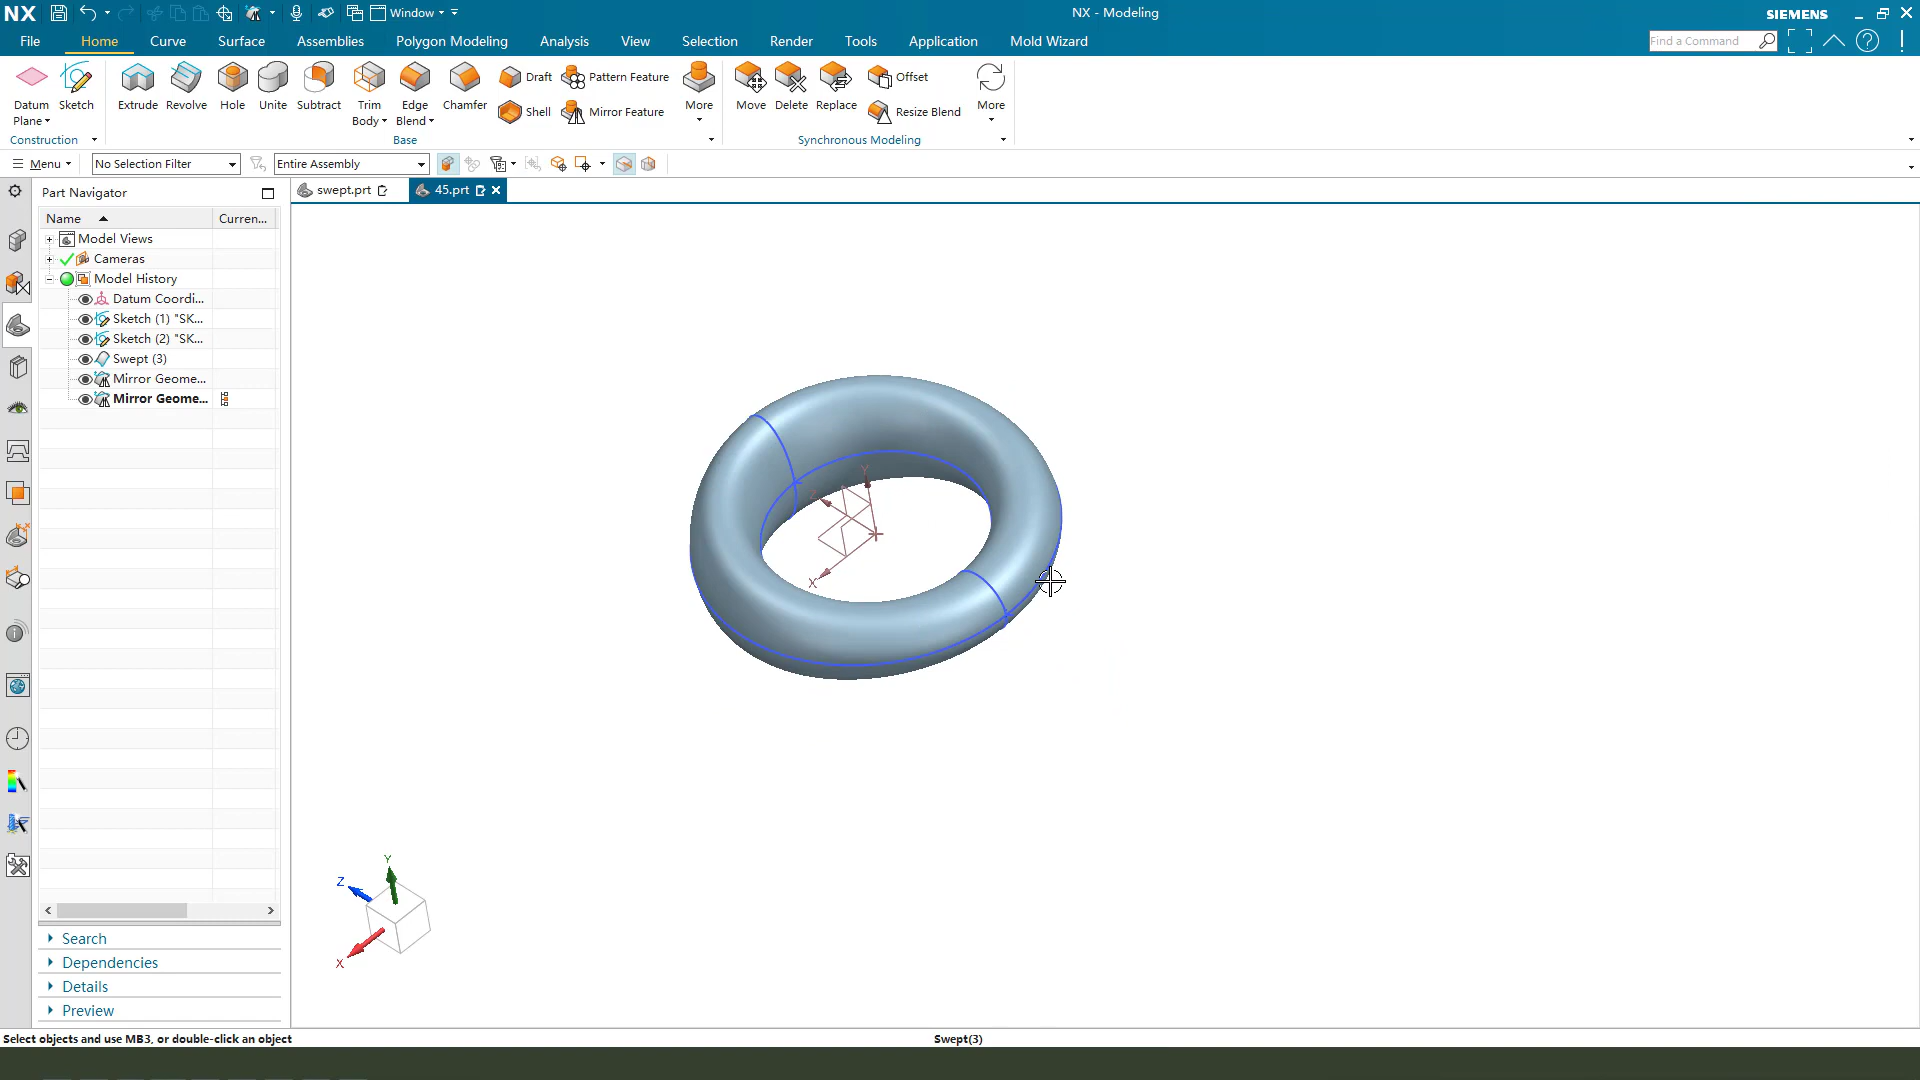 NX Window NX - Modeling SIEMENS
File Home Curve Surface Assemblies Polygon Modeling Analysis View Selection Render Tools Application Mold Wizard Find a Command
Datum Plane Sketch Extrude Revolve Hole Unite Subtract Trim Body Edge Blend Chamfer Draft Shell Pattern Feature Mirror Feature More Move Delete Replace Offset Resize Blend More
Construction Base Synchronous Modeling
Menu No Selection Filter Entire Assembly
Part Navigator swept.prt 45.prt
Name Curren...
Model Views
Cameras
Model History
Datum Coordi...
Sketch (1) "SK...
Sketch (2) "SK...
Swept (3)
Mirror Geome...
Mirror Geome...
Y
X
Y
Z
X
Search
Dependencies
Details
Preview
Select objects and use MB3, or double-click an object Swept(3)